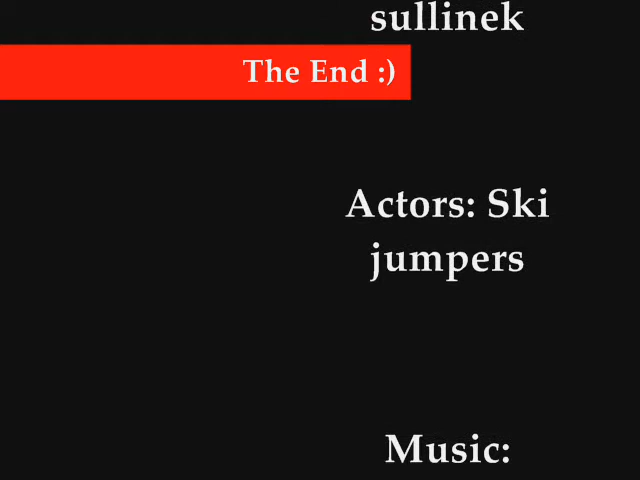 sullinek
The End :)
Actors: Ski
jumpers
Music: